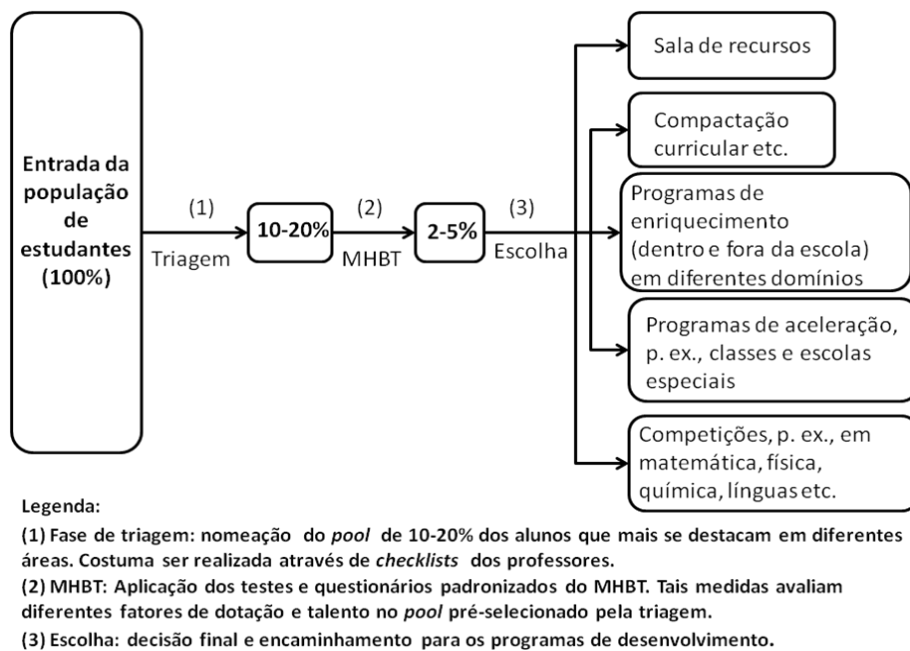 Entrada da
população
de
estudantes
(100%)
(1)
Triagem
10-20%
(2)
MHBT
2-5%
(3)
Escolha
Sala de recursos
Compactação
curricular etc.
Programas de
enriquecimento
(dentro e fora da escola)
em diferentes domínios
Programas de aceleração,
p. ex., classes e escolas
especiais
Competições, p. ex., em
matemática, física,
química, línguas etc.
Legenda:
(1) Fase de triagem: nomeação do pool de 10-20% dos alunos que mais se destacam em diferentes
áreas. Costuma ser realizada através de checklists dos professores.
(2) MHBT: Aplicação dos testes e questionários padronizados do MHBT. Tais medidas avaliam
diferentes fatores de dotação e talento no pool pré-selecionado pela triagem.
(3) Escolha: decisão final e encaminhamento para os programas de desenvolvimento.